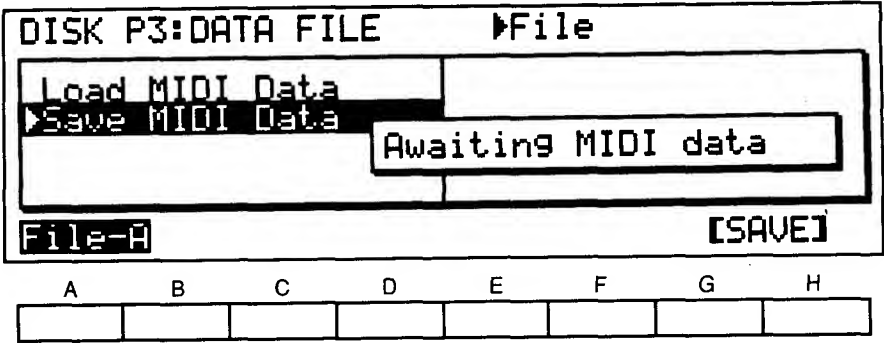 DISK P3:DATA FILE ▶File
Load MIDI Data
▶Save MIDI Data
Awaiting MIDI data
File-A [SAVE]
A B C D E F G H